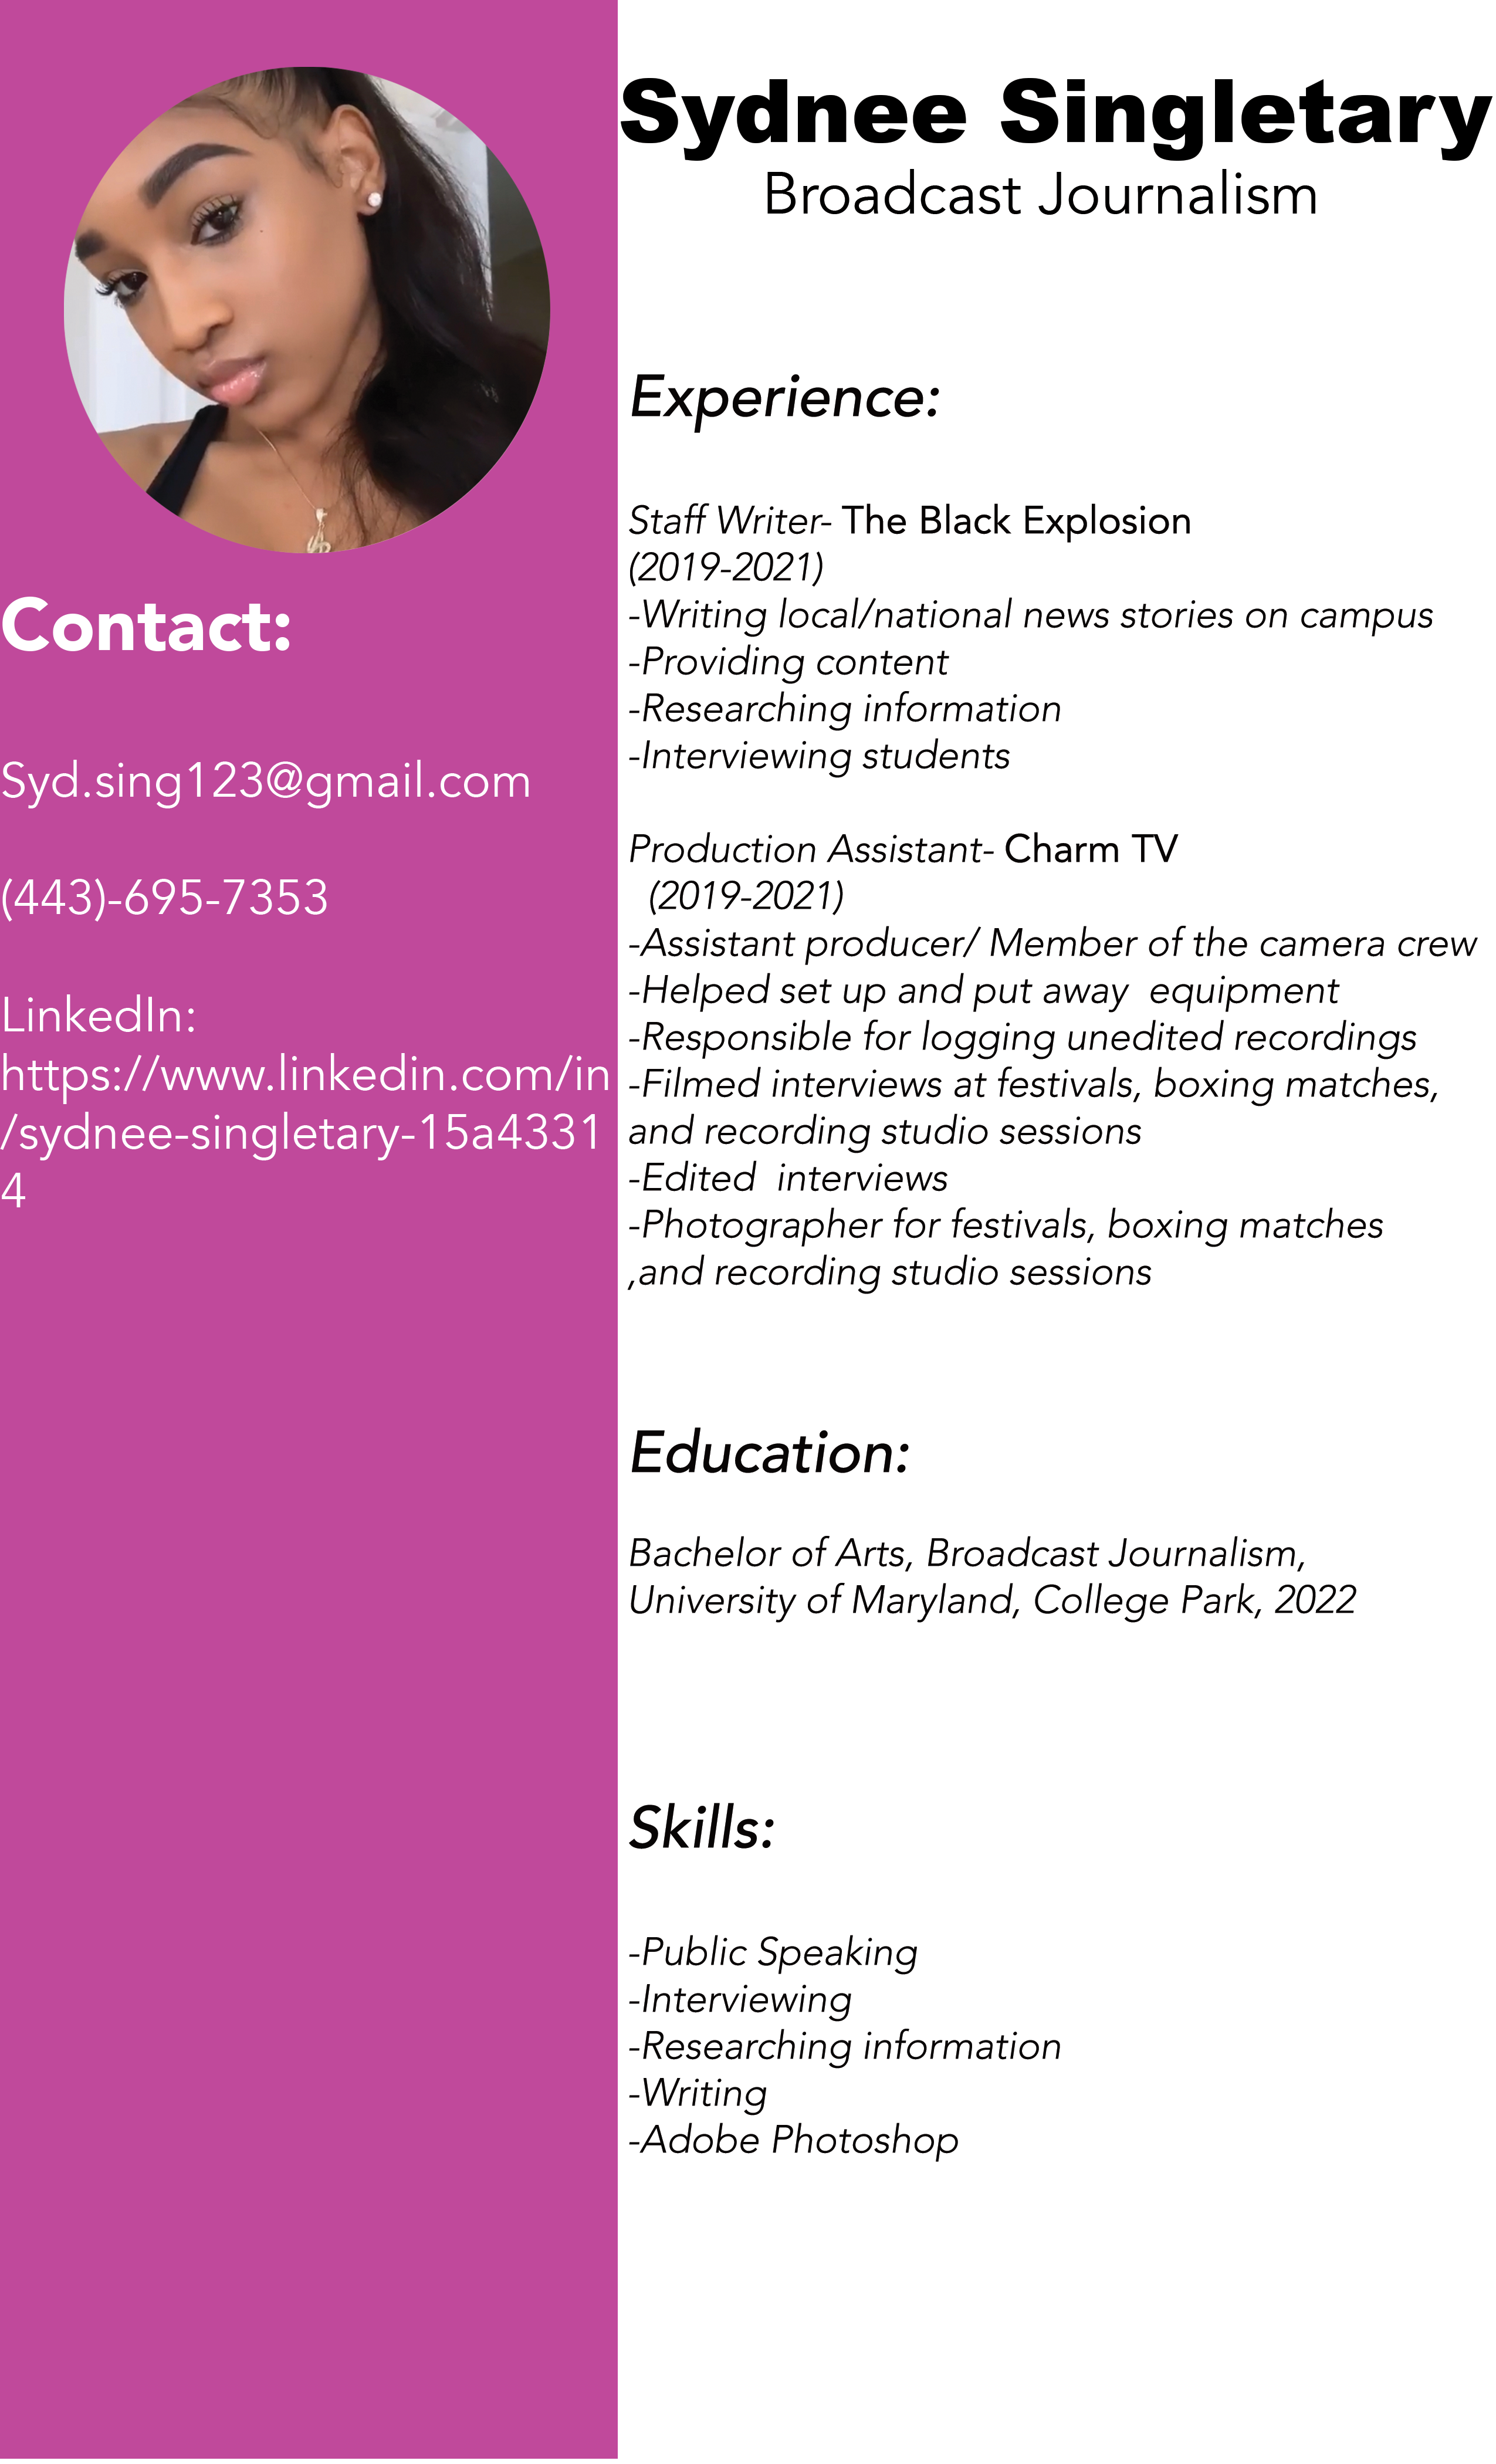 Sydnee Singletary
Broadcast Journalism
Contact:
Syd.sing123@gmail.com
(443)-695-7353
LinkedIn:
https://www.linkedin.com/in
/sydnee-singletary-15a4331
4
Experience:
Staff Writer- The Black Explosion
(2019-2021)
-Writing local/national news stories on campus
-Providing content
-Researching information
-Interviewing students
Production Assistant- Charm TV
(2019-2021)
-Assistant producer/ Member of the camera crew
-Helped set up and put away  equipment
-Responsible for logging unedited recordings
-Filmed interviews at festivals, boxing matches,
and recording studio sessions
-Edited  interviews
-Photographer for festivals, boxing matches
,and recording studio sessions
Education:
Bachelor of Arts, Broadcast Journalism,
University of Maryland, College Park, 2022
Skills:
-Public Speaking
-Interviewing
-Researching information
-Writing
-Adobe Photoshop